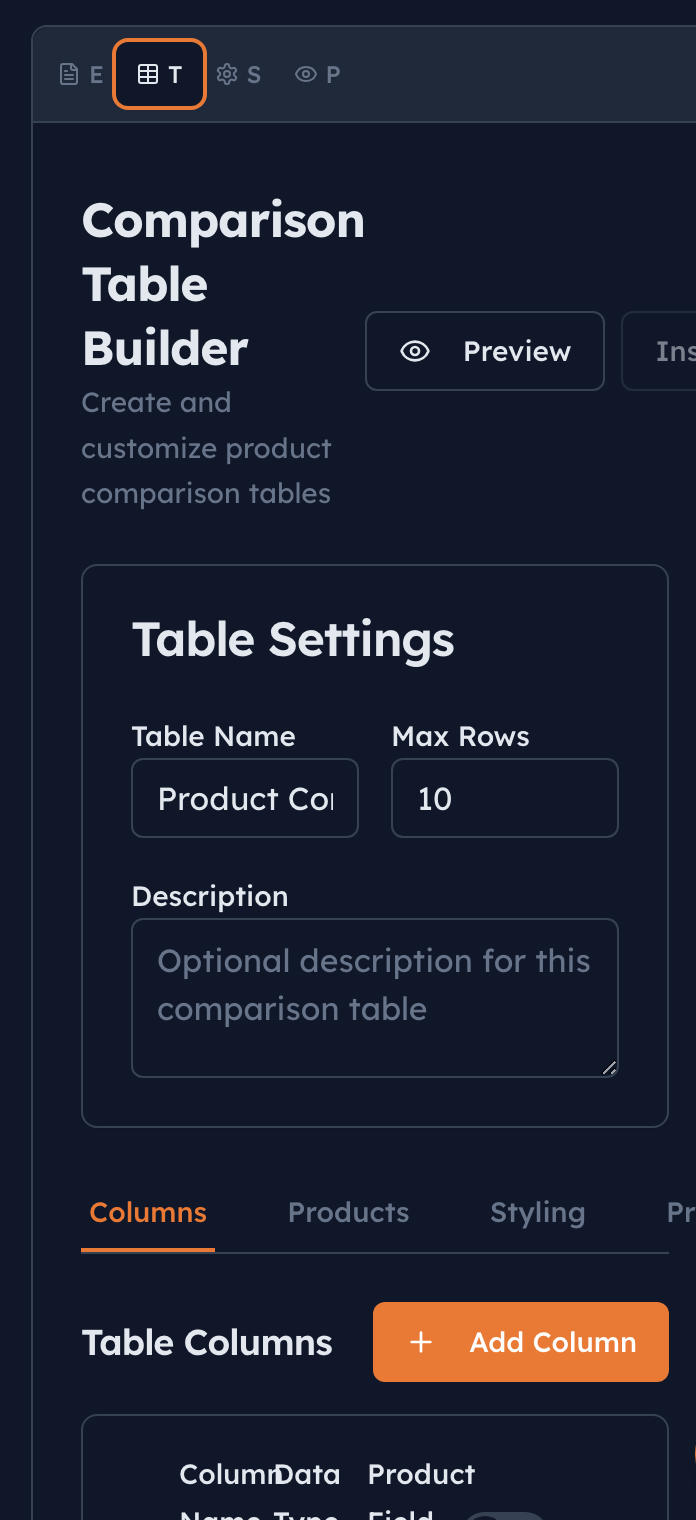 E T S P
Comparison
Table
Builder
Preview Ins
Create and
customize product
comparison tables
Table Settings
Table Name Max Rows
Product Co 10
Description
Optional description for this
comparison table
Columns Products Styling Pr
Table Columns Add Column
Column Data Product
Name Type Field